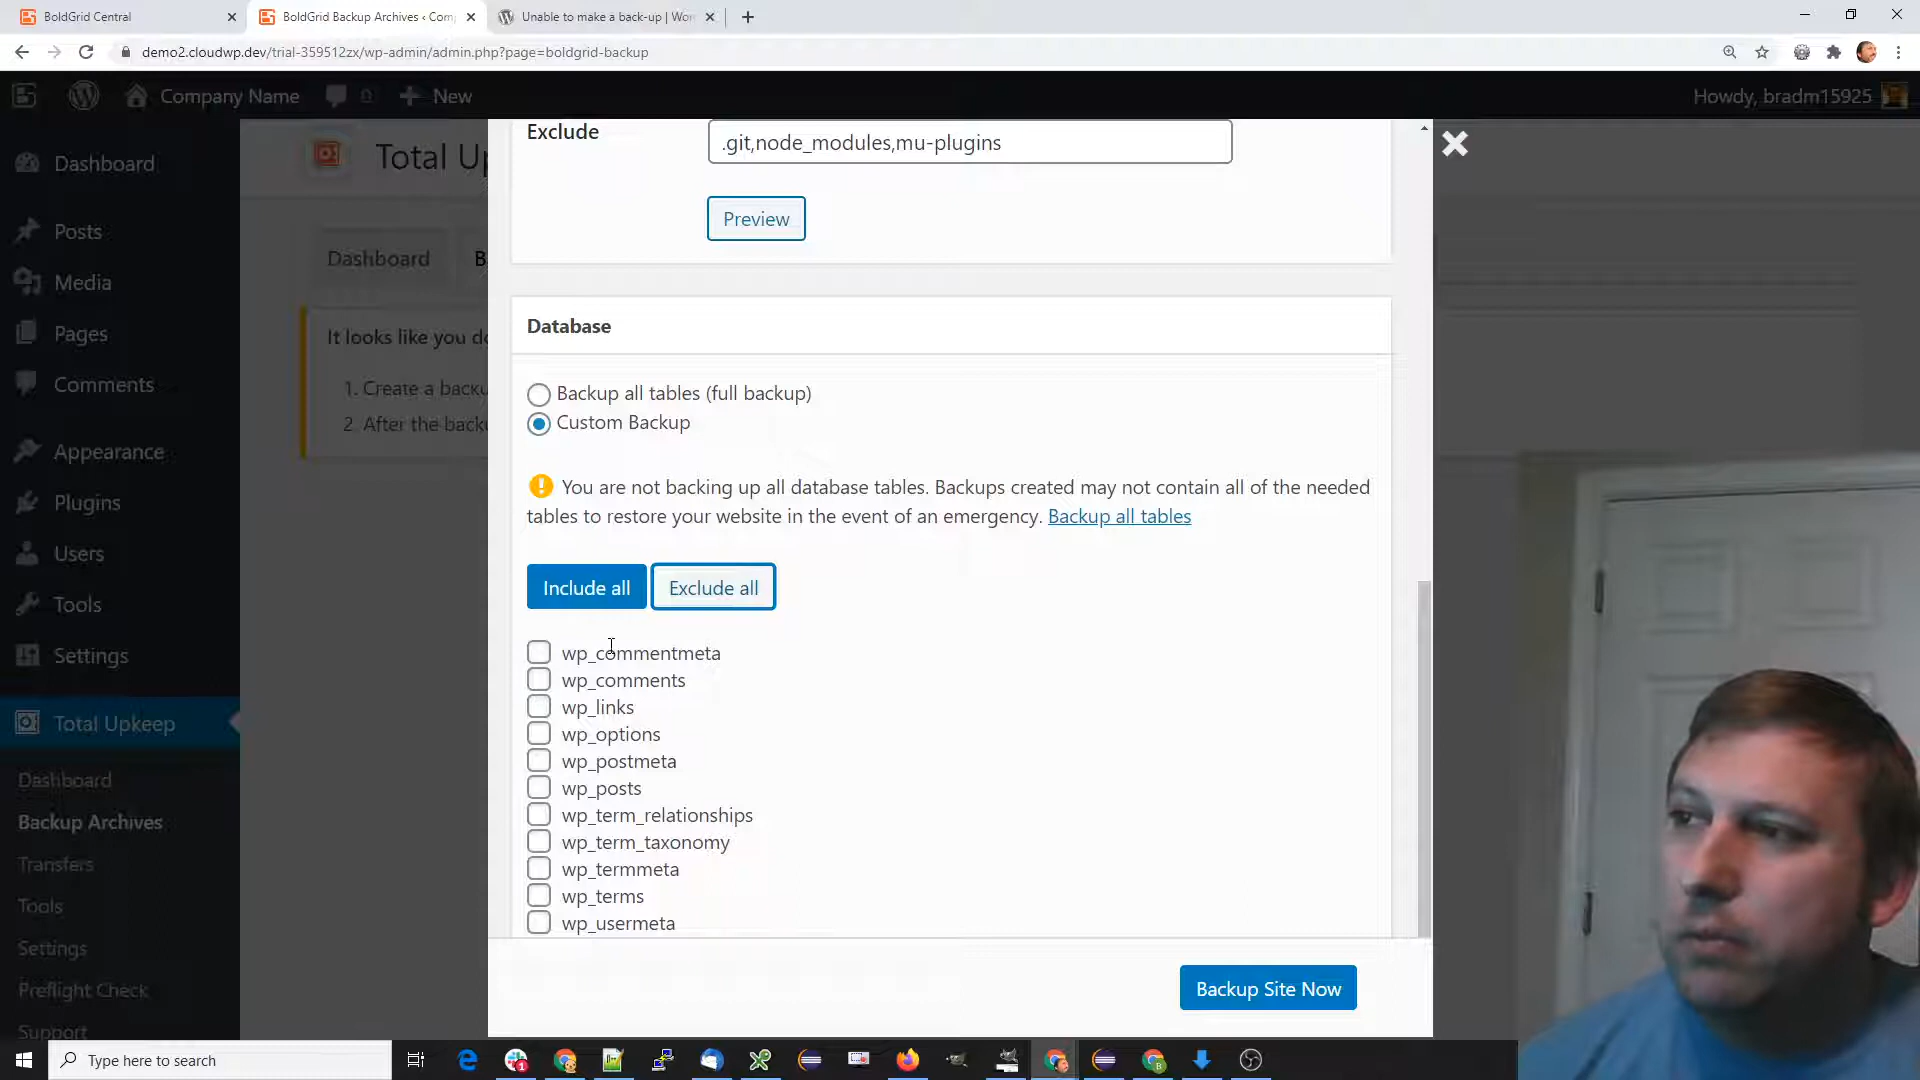 BoldGrid Central
BoldGrid Backup Archives ‹ Comp
Unable to make a back-up | Wor
demo2.cloudwp.dev/trial-359512zx/wp-admin/admin.php?page=boldgrid-backup
Company Name
0
New
Howdy, bradm15925
Dashboard
Posts
Media
Pages
Comments
Appearance
Plugins
Users
Tools
Settings
Total Upkeep
Dashboard
Backup Archives
Transfers
Tools
Settings
Preflight Check
Support
Total Up
Dashboard
B
It looks like you do
1. Create a backu
2. After the backu
Exclude
.git,node_modules,mu-plugins
Preview
Database
Backup all tables (full backup)
Custom Backup
You are not backing up all database tables. Backups created may not contain all of the needed
tables to restore your website in the event of an emergency. Backup all tables
Include all
Exclude all
wp_commentmeta
wp_comments
wp_links
wp_options
wp_postmeta
wp_posts
wp_term_relationships
wp_term_taxonomy
wp_termmeta
wp_terms
wp_usermeta
Backup Site Now
Type here to search